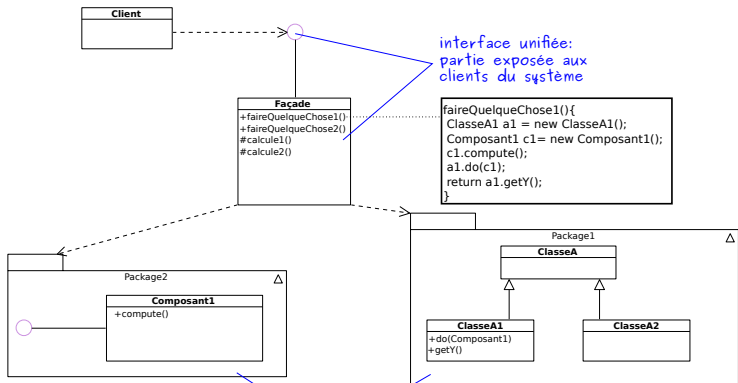 Client
interface unifiée:
partie exposée aux
clients du système
Façade
+faireQuelqueChose1()
+faireQuelqueChose2()
#calcule1()
#calcule2()
faireQuelqueChose1(){
ClasseA1 a1 = new ClasseA1();
Composant1 c1= new Composant1();
c1.compute();
a1.do(c1);
return a1.getY();
}
Package2
Composant1
+compute()
Package1
ClasseA
ClasseA1
+do(Composant1)
+getY()
ClasseA2